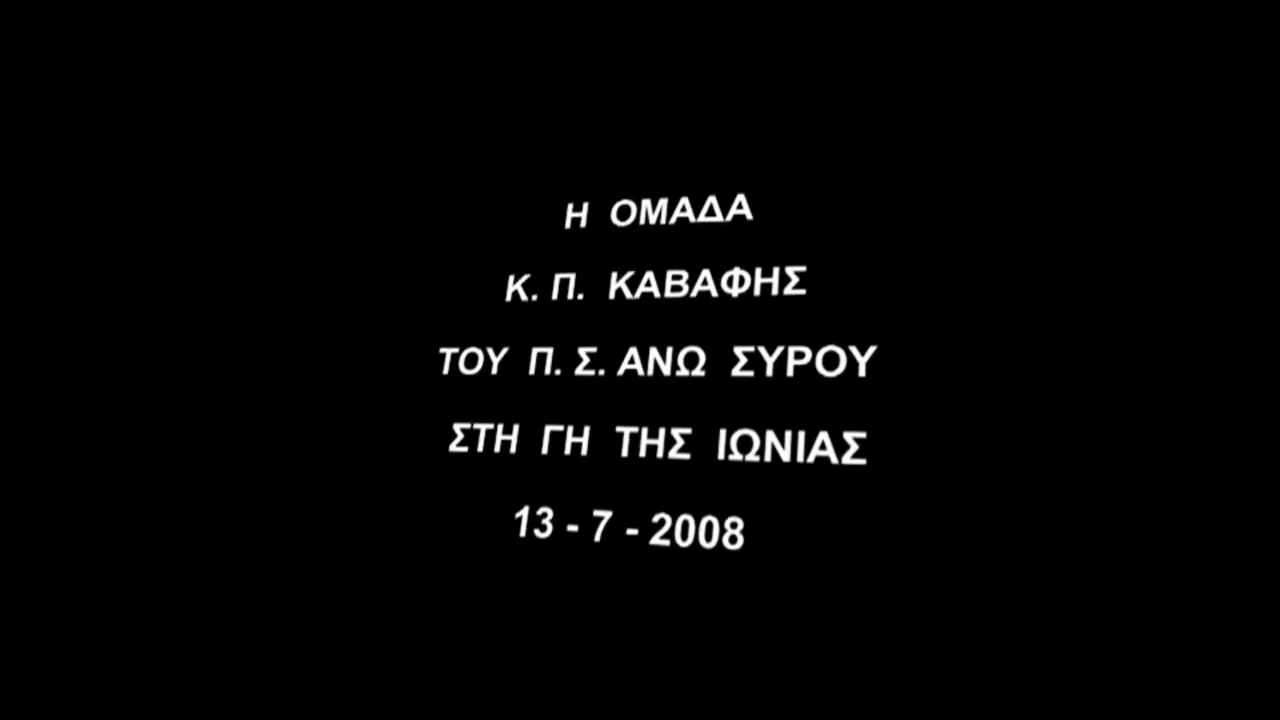 Η ΟΜΑΔΑ
Κ. Π. ΚΑΒΑΦΗΣ
ΤΟΥ Π. Σ. ΑΝΩ ΣΥΡΟΥ
ΣΤΗ ΓΗ ΤΗΣ ΙΩΝΙΑΣ
13 - 7 - 2008